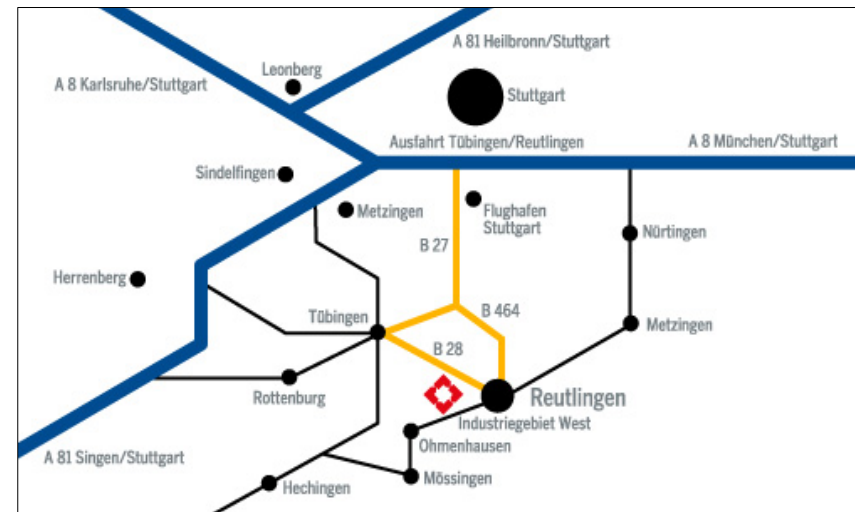 A 81 Heilbronn/Stuttgart
Leonberg
A 8 Karlsruhe/Stuttgart
Stuttgart
Ausfahrt Tübingen/Reutlingen
A 8 München/Stuttgart
Sindelfingen
Metzingen
Flughafen
Stuttgart
Nürtingen
B 27
Herrenberg
B 464
Tübingen
Metzingen
B 28
Rottenburg
Reutlingen
Industriegebiet West
Ohmenhausen
A 81 Singen/Stuttgart
Mössingen
Hechingen